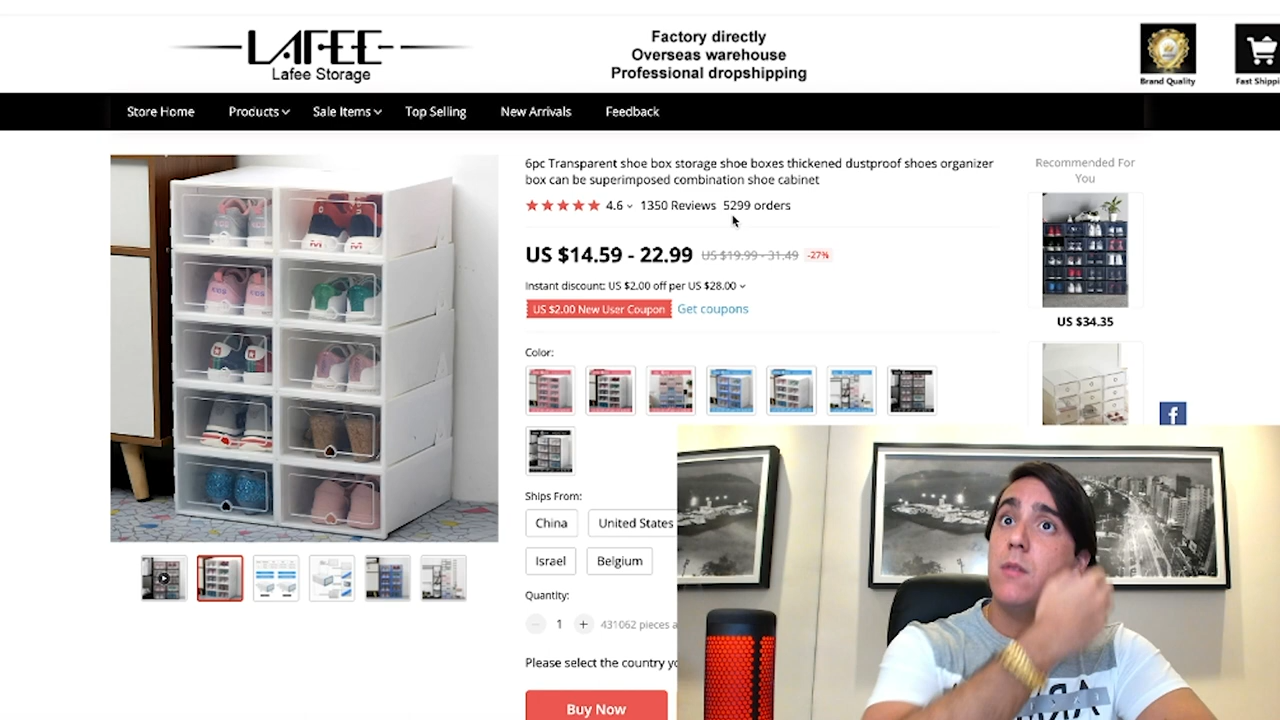 LAFEE
Lafee Storage
Factory directly
Overseas warehouse
Professional dropshipping
Brand Quality
Fast Shippi
Store Home
Products
Sale Items
Top Selling
New Arrivals
Feedback
6pc Transparent shoe box storage shoe boxes thickened dustproof shoes organizer
box can be superimposed combination shoe cabinet
4.6
1350 Reviews
5299 orders
US $14.59 - 22.99
US $19.99 - 31.49
-27%
Instant discount: US $2.00 off per US $28.00
US $2.00 New User Coupon
Get coupons
Color:
Ships From:
China
United States
Israel
Belgium
Quantity:
1
431062 pieces a
Please select the country yo
Buy Now
Recommended For
You
US $34.35
f